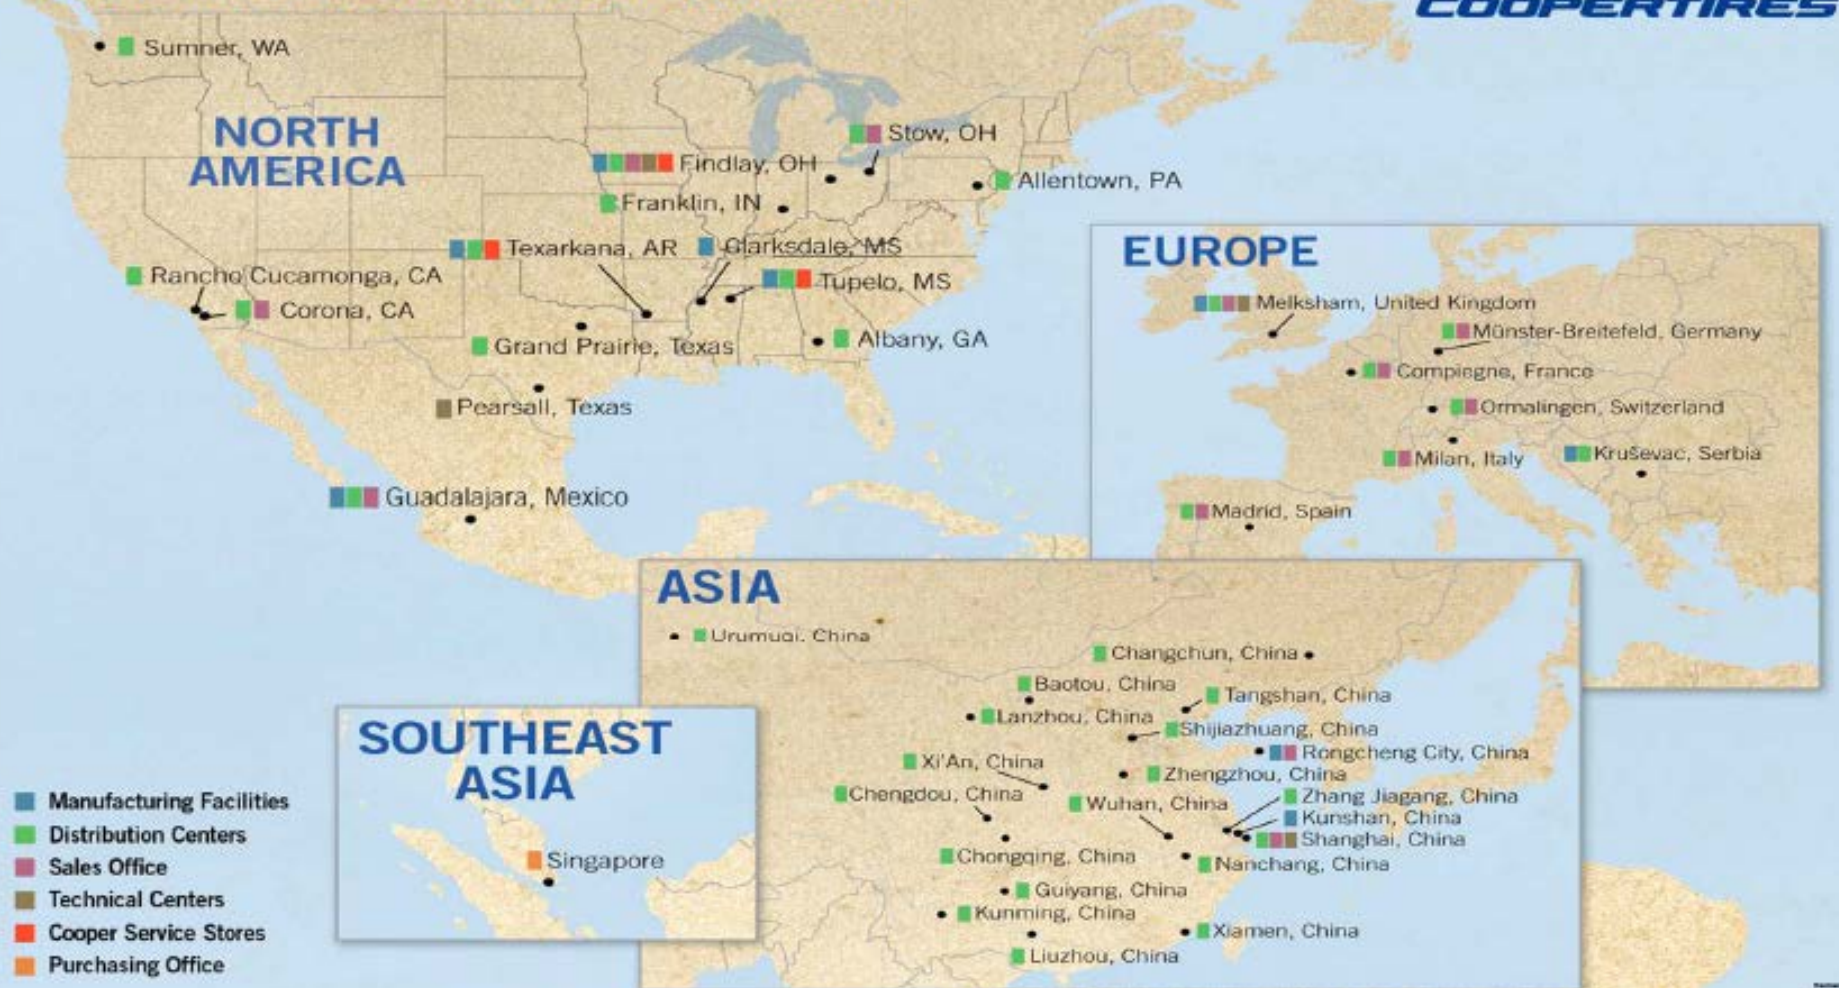 COOPERTIRES
Sumner, WA
NORTH
AMERICA
Stow, OH
Findlay, OH
Allentown, PA
Franklin, IN
Texarkana, AR
Clarksdale, MS
Rancho Cucamonga, CA
Tupelo, MS
Corona, CA
Grand Prairie, Texas
Albany, GA
Pearsall, Texas
Guadalajara, Mexico
EUROPE
Melksham, United Kingdom
Münster-Breitefeld, Germany
Compiegne, France
Ormalingen, Switzerland
Milan, Italy
Kruševac, Serbia
Madrid, Spain
ASIA
Urumuqi, China
Changchun, China
Baotou, China
Tangshan, China
Lanzhou, China
Shijiazhuang, China
Rongcheng City, China
Xi'An, China
Zhengzhou, China
Chengdou, China
Wuhan, China
Zhang Jiagang, China
Kunshan, China
Shanghai, China
Chongqing, China
Nanchang, China
Guiyang, China
Kunming, China
Xiamen, China
Liuzhou, China
SOUTHEAST
ASIA
Singapore
Manufacturing Facilities
Distribution Centers
Sales Office
Technical Centers
Cooper Service Stores
Purchasing Office